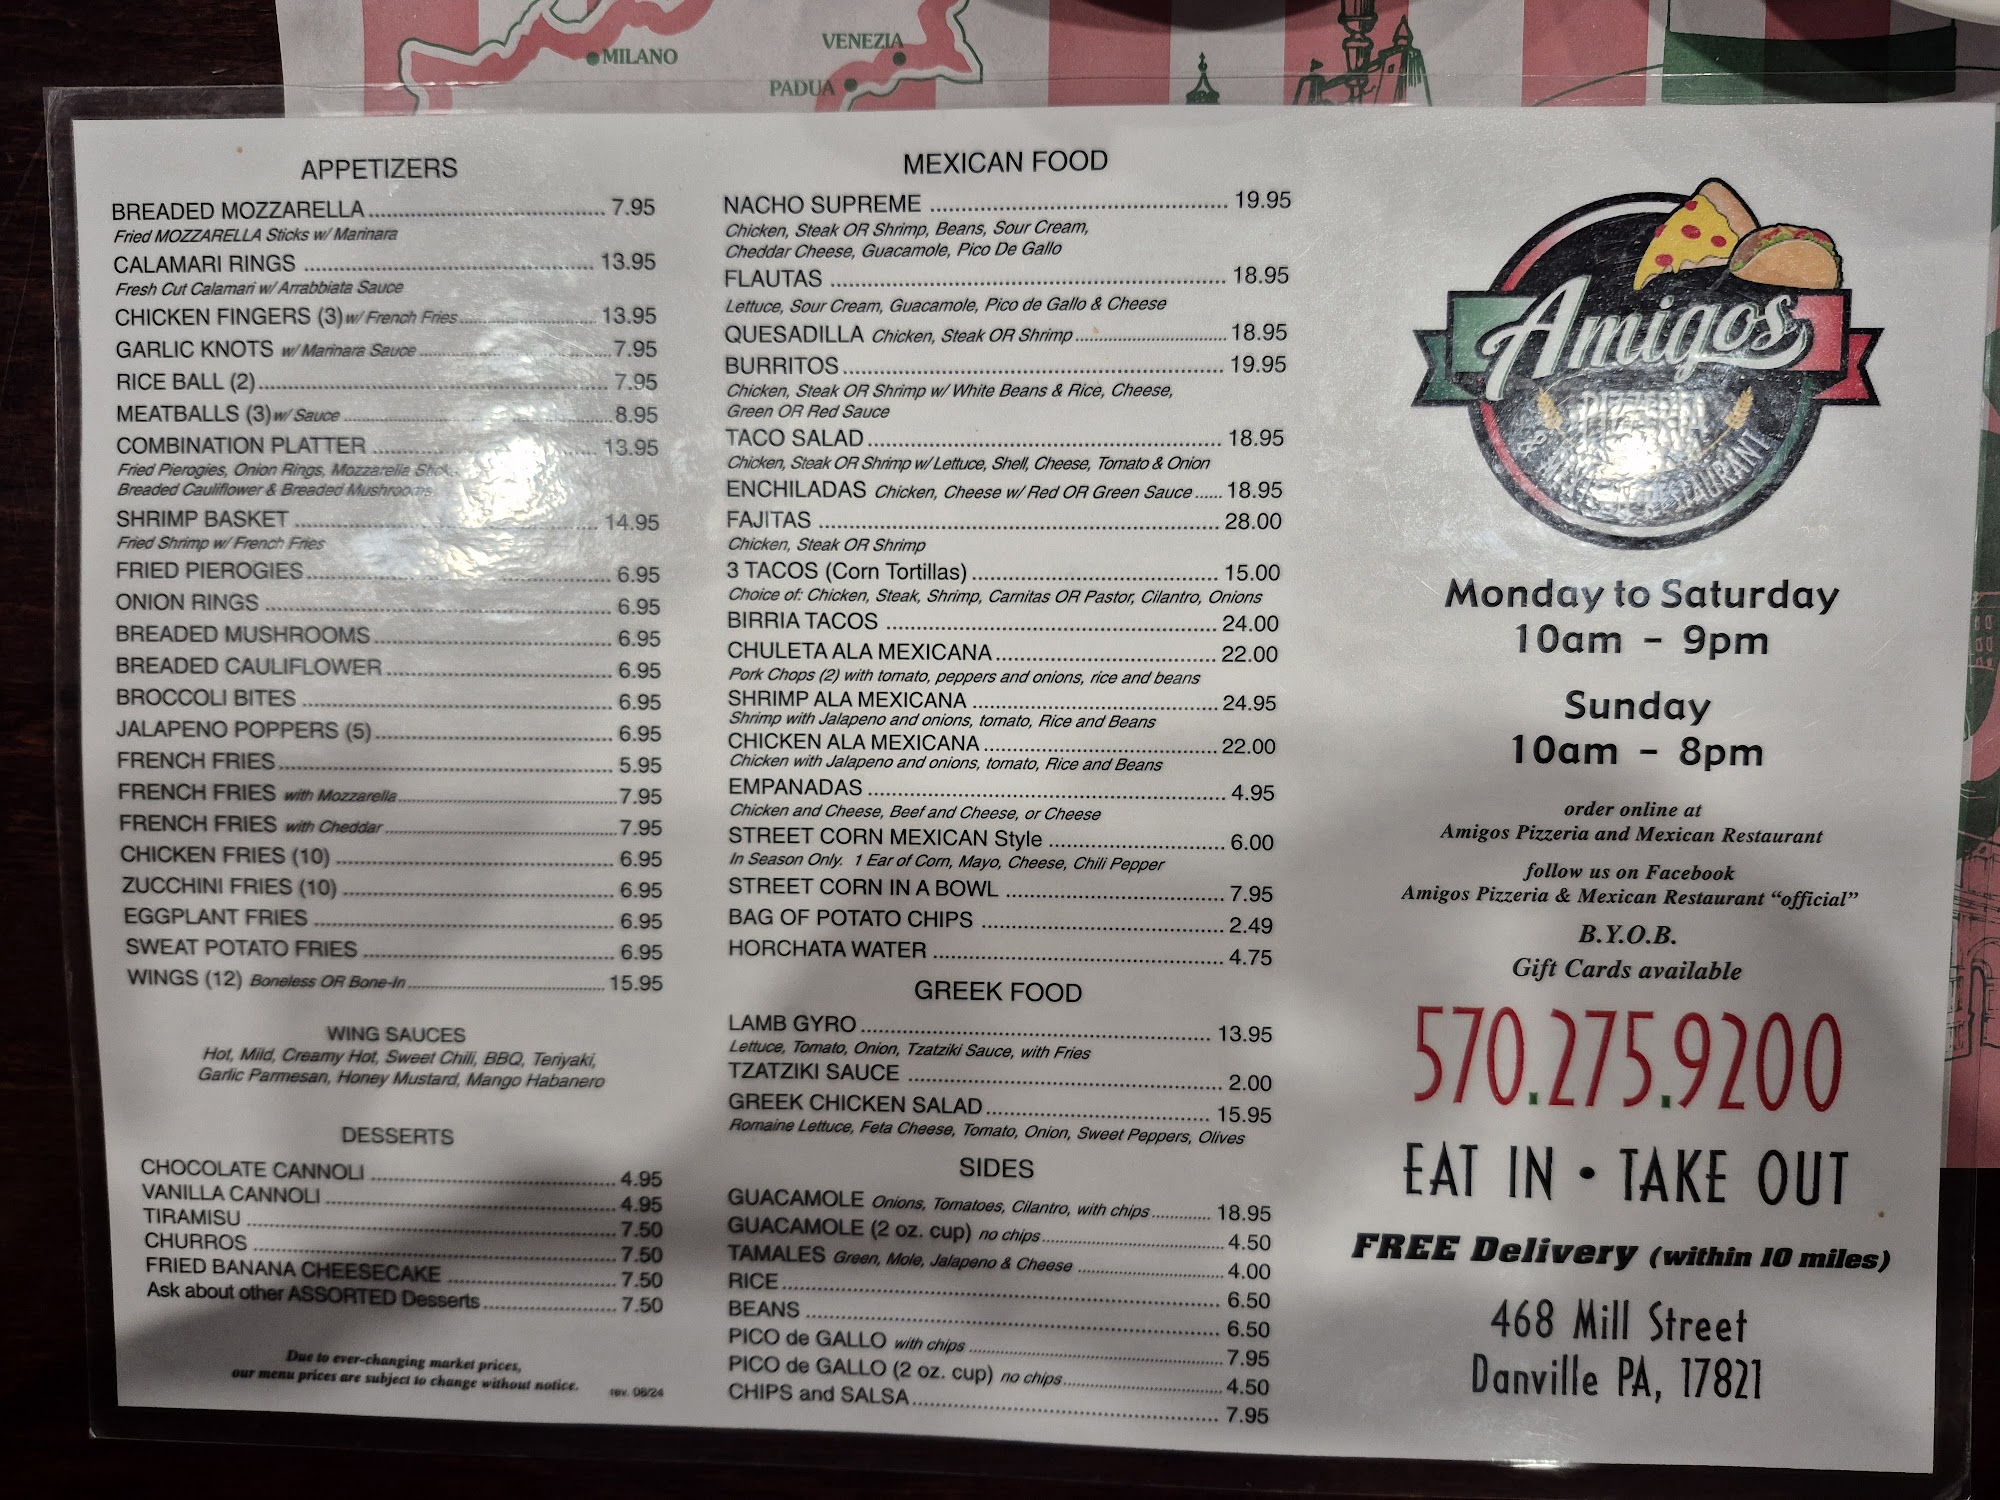 MILANO
VENEZIA
PADUA
APPETIZERS
BREADED MOZZARELLA 7.95
Fried MOZZARELLA Sticks w/ Marinara
CALAMARI RINGS 13.95
Fresh Cut Calamari w/ Arrabbiata Sauce
CHICKEN FINGERS (3) w/ French Fries 13.95
GARLIC KNOTS w/ Marinara Sauce 7.95
RICE BALL (2) 7.95
MEATBALLS (3) w/ Sauce 8.95
COMBINATION PLATTER 13.95
Fried Pierogies, Onion Rings, Mozzarella Stick,
Breaded Cauliflower & Breaded Mushrooms
SHRIMP BASKET 14.95
Fried Shrimp w/ French Fries
FRIED PIEROGIES 6.95
ONION RINGS 6.95
BREADED MUSHROOMS 6.95
BREADED CAULIFLOWER 6.95
BROCCOLI BITES 6.95
JALAPENO POPPERS (5) 6.95
FRENCH FRIES 5.95
FRENCH FRIES with Mozzarella 7.95
FRENCH FRIES with Cheddar 7.95
CHICKEN FRIES (10) 6.95
ZUCCHINI FRIES (10) 6.95
EGGPLANT FRIES 6.95
SWEAT POTATO FRIES 6.95
WINGS (12) Boneless OR Bone-In 15.95
WING SAUCES
Hot, Mild, Creamy Hot, Sweet Chili, BBQ, Teriyaki,
Garlic Parmesan, Honey Mustard, Mango Habanero
DESSERTS
CHOCOLATE CANNOLI 4.95
VANILLA CANNOLI 4.95
TIRAMISU 7.50
CHURROS 7.50
FRIED BANANA CHEESECAKE 7.50
Ask about other ASSORTED Desserts 7.50
Due to ever-changing market prices,
our menu prices are subject to change without notice.
rev. 08/24
MEXICAN FOOD
NACHO SUPREME 19.95
Chicken, Steak OR Shrimp, Beans, Sour Cream,
Cheddar Cheese, Guacamole, Pico De Gallo
FLAUTAS 18.95
Lettuce, Sour Cream, Guacamole, Pico de Gallo & Cheese
QUESADILLA Chicken, Steak OR Shrimp 18.95
BURRITOS 19.95
Chicken, Steak OR Shrimp w/ White Beans & Rice, Cheese,
Green OR Red Sauce
TACO SALAD 18.95
Chicken, Steak OR Shrimp w/ Lettuce, Shell, Cheese, Tomato & Onion
ENCHILADAS Chicken, Cheese w/ Red OR Green Sauce 18.95
FAJITAS 28.00
Chicken, Steak OR Shrimp
3 TACOS (Corn Tortillas) 15.00
Choice of: Chicken, Steak, Shrimp, Carnitas OR Pastor, Cilantro, Onions
BIRRIA TACOS 24.00
CHULETA ALA MEXICANA 22.00
Pork Chops (2) with tomato, peppers and onions, rice and beans
SHRIMP ALA MEXICANA 24.95
Shrimp with Jalapeno and onions, tomato, Rice and Beans
CHICKEN ALA MEXICANA 22.00
Chicken with Jalapeno and onions, tomato, Rice and Beans
EMPANADAS 4.95
Chicken and Cheese, Beef and Cheese, or Cheese
STREET CORN MEXICAN Style 6.00
In Season Only. 1 Ear of Corn, Mayo, Cheese, Chili Pepper
STREET CORN IN A BOWL 7.95
BAG OF POTATO CHIPS 2.49
HORCHATA WATER 4.75
GREEK FOOD
LAMB GYRO 13.95
Lettuce, Tomato, Onion, Tzatziki Sauce, with Fries
TZATZIKI SAUCE 2.00
GREEK CHICKEN SALAD 15.95
Romaine Lettuce, Feta Cheese, Tomato, Onion, Sweet Peppers, Olives
SIDES
GUACAMOLE Onions, Tomatoes, Cilantro, with chips 18.95
GUACAMOLE (2 oz. cup) no chips 4.50
TAMALES Green, Mole, Jalapeno & Cheese 4.00
RICE 6.50
BEANS 6.50
PICO de GALLO with chips 7.95
PICO de GALLO (2 oz. cup) no chips 4.50
CHIPS and SALSA 7.95
Amigos
PIZZERIA
& MEXICAN RESTAURANT
Monday to Saturday
10am - 9pm
Sunday
10am - 8pm
order online at
Amigos Pizzeria and Mexican Restaurant
follow us on Facebook
Amigos Pizzeria & Mexican Restaurant "official"
B.Y.O.B.
Gift Cards available
570.275.9200
EAT IN • TAKE OUT
FREE Delivery (within 10 miles)
468 Mill Street
Danville PA, 17821